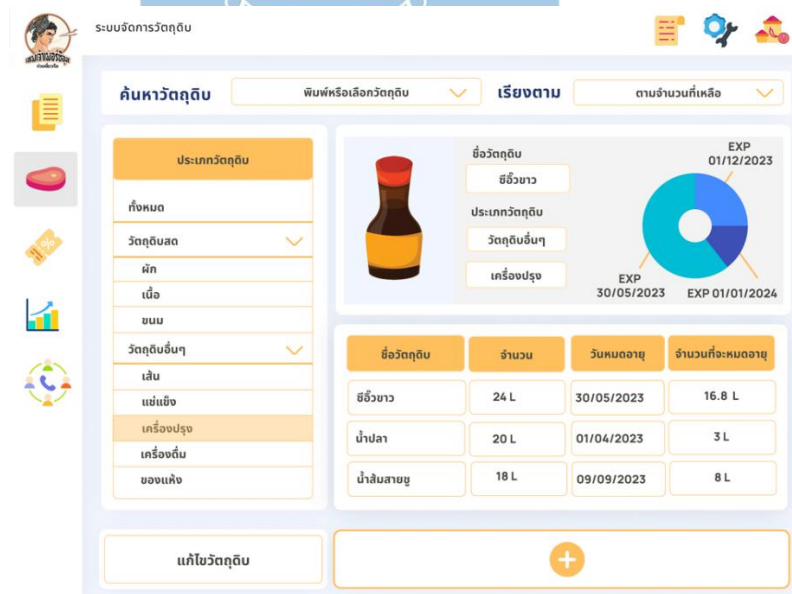 ระบบจัดการวัตถุดิบ
ค้นหาวัตถุดิบ
พิมพ์หรือเลือกวัตถุดิบ
เรียงตาม
ตามจำนวนที่เหลือ
ประเภทวัตถุดิบ
ทั้งหมด
วัตถุดิบสด
ผัก
เนื้อ
ขนม
วัตถุดิบอื่นๆ
เส้น
แช่แข็ง
เครื่องปรุง
เครื่องดื่ม
ของแห้ง
ชื่อวัตถุดิบ
ซีอิ๊วขาว
ประเภทวัตถุดิบ
วัตถุดิบอื่นๆ
เครื่องปรุง
EXP
01/12/2023
EXP
30/05/2023
EXP 01/01/2024
ชื่อวัตถุดิบ จำนวน วันหมดอายุ จำนวนที่จะหมดอายุ
ซีอิ๊วขาว 24 L 30/05/2023 16.8 L
น้ำปลา 20 L 01/04/2023 3 L
น้ำส้มสายชู 18 L 09/09/2023 8 L
แก้ไขวัตถุดิบ